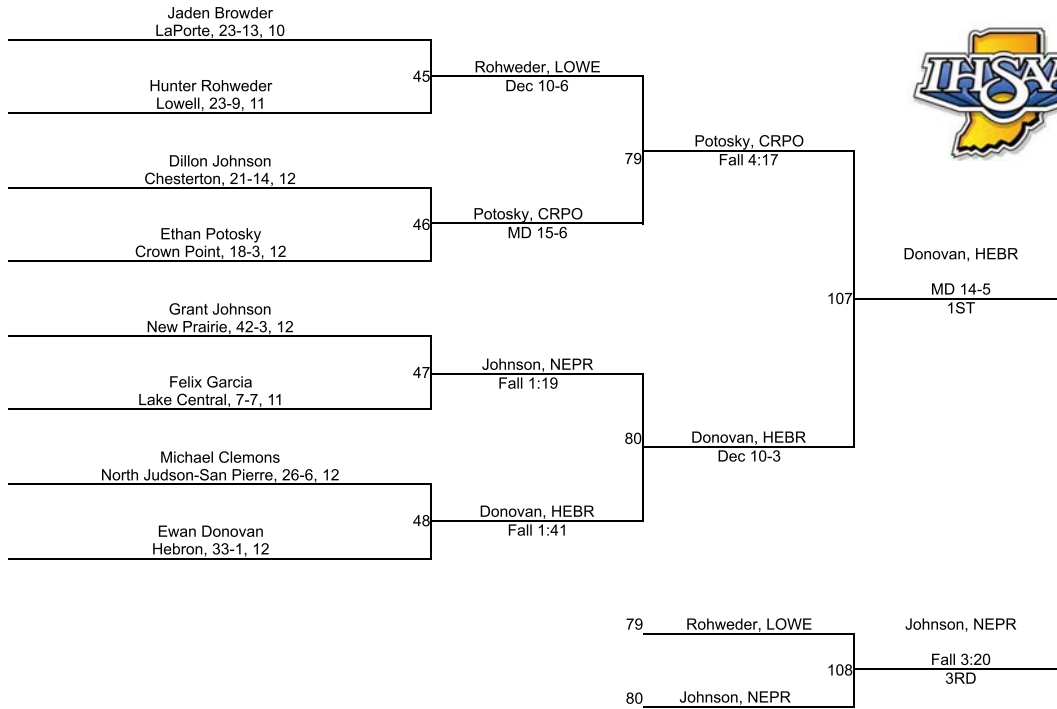 Jaden Browder
LaPorte, 23-13, 10
45
Rohweder, LOWE
Dec 10-6
Hunter Rohweder
Lowell, 23-9, 11
IHSAA
79
Potosky, CRPO
Fall 4:17
Dillon Johnson
Chesterton, 21-14, 12
46
Potosky, CRPO
MD 15-6
Ethan Potosky
Crown Point, 18-3, 12
107
Donovan, HEBR
MD 14-5
1ST
Grant Johnson
New Prairie, 42-3, 12
47
Johnson, NEPR
Fall 1:19
Felix Garcia
Lake Central, 7-7, 11
80
Donovan, HEBR
Dec 10-3
Michael Clemons
North Judson-San Pierre, 26-6, 12
48
Donovan, HEBR
Fall 1:41
Ewan Donovan
Hebron, 33-1, 12
79
Rohweder, LOWE
108
Johnson, NEPR
Fall 3:20
3RD
80
Johnson, NEPR